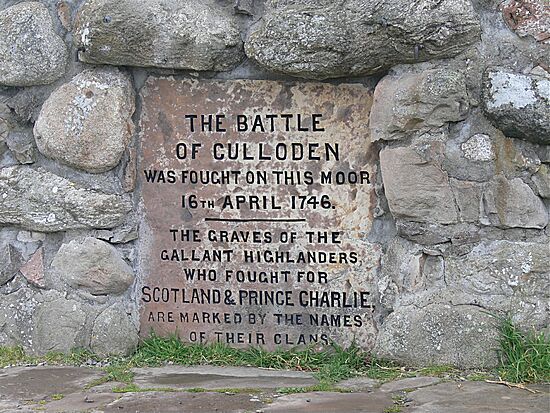 THE BATTLE
OF CULLODEN
WAS FOUGHT ON THIS MOOR
16TH APRIL 1746.
THE GRAVES OF THE
GALLANT HIGHLANDERS
WHO FOUGHT FOR
SCOTLAND & PRINCE CHARLIE,
ARE MARKED BY THE NAMES
OF THEIR CLANS.